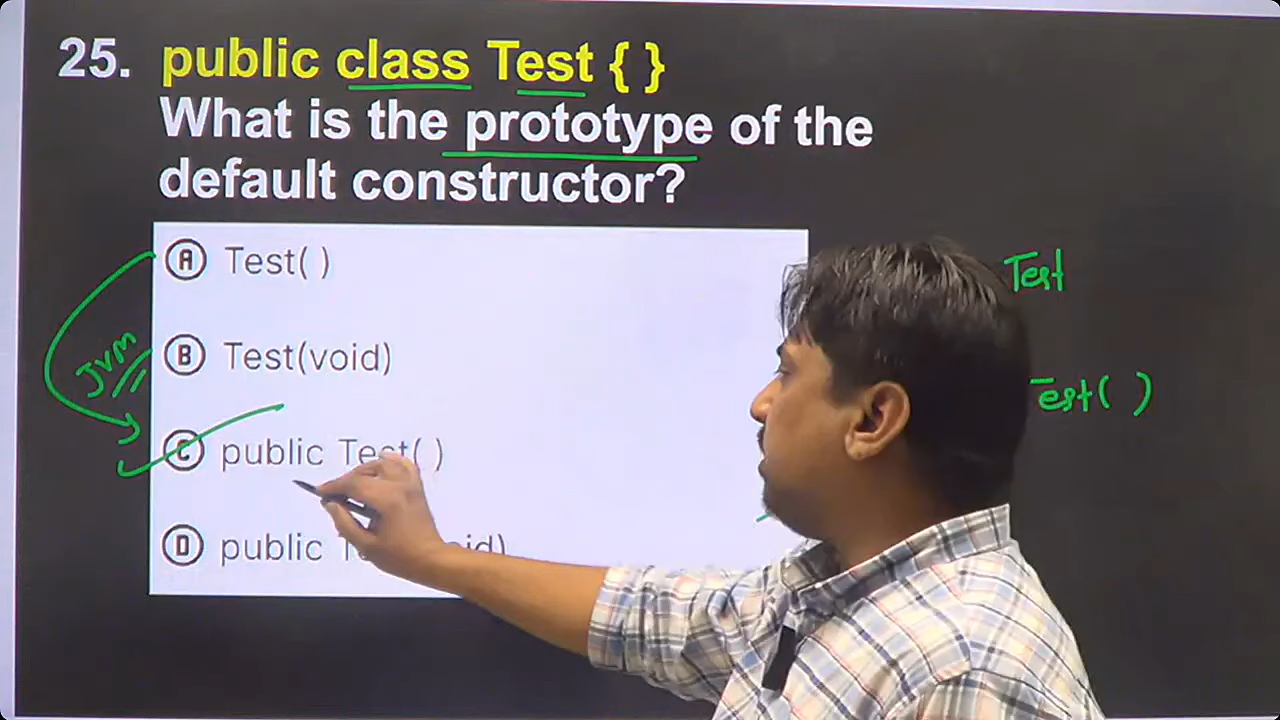 25. public class Test { }
What is the prototype of the
default constructor?
A Test( )
B Test(void)
C public Test( )
D public
JVM
Test
Test( )